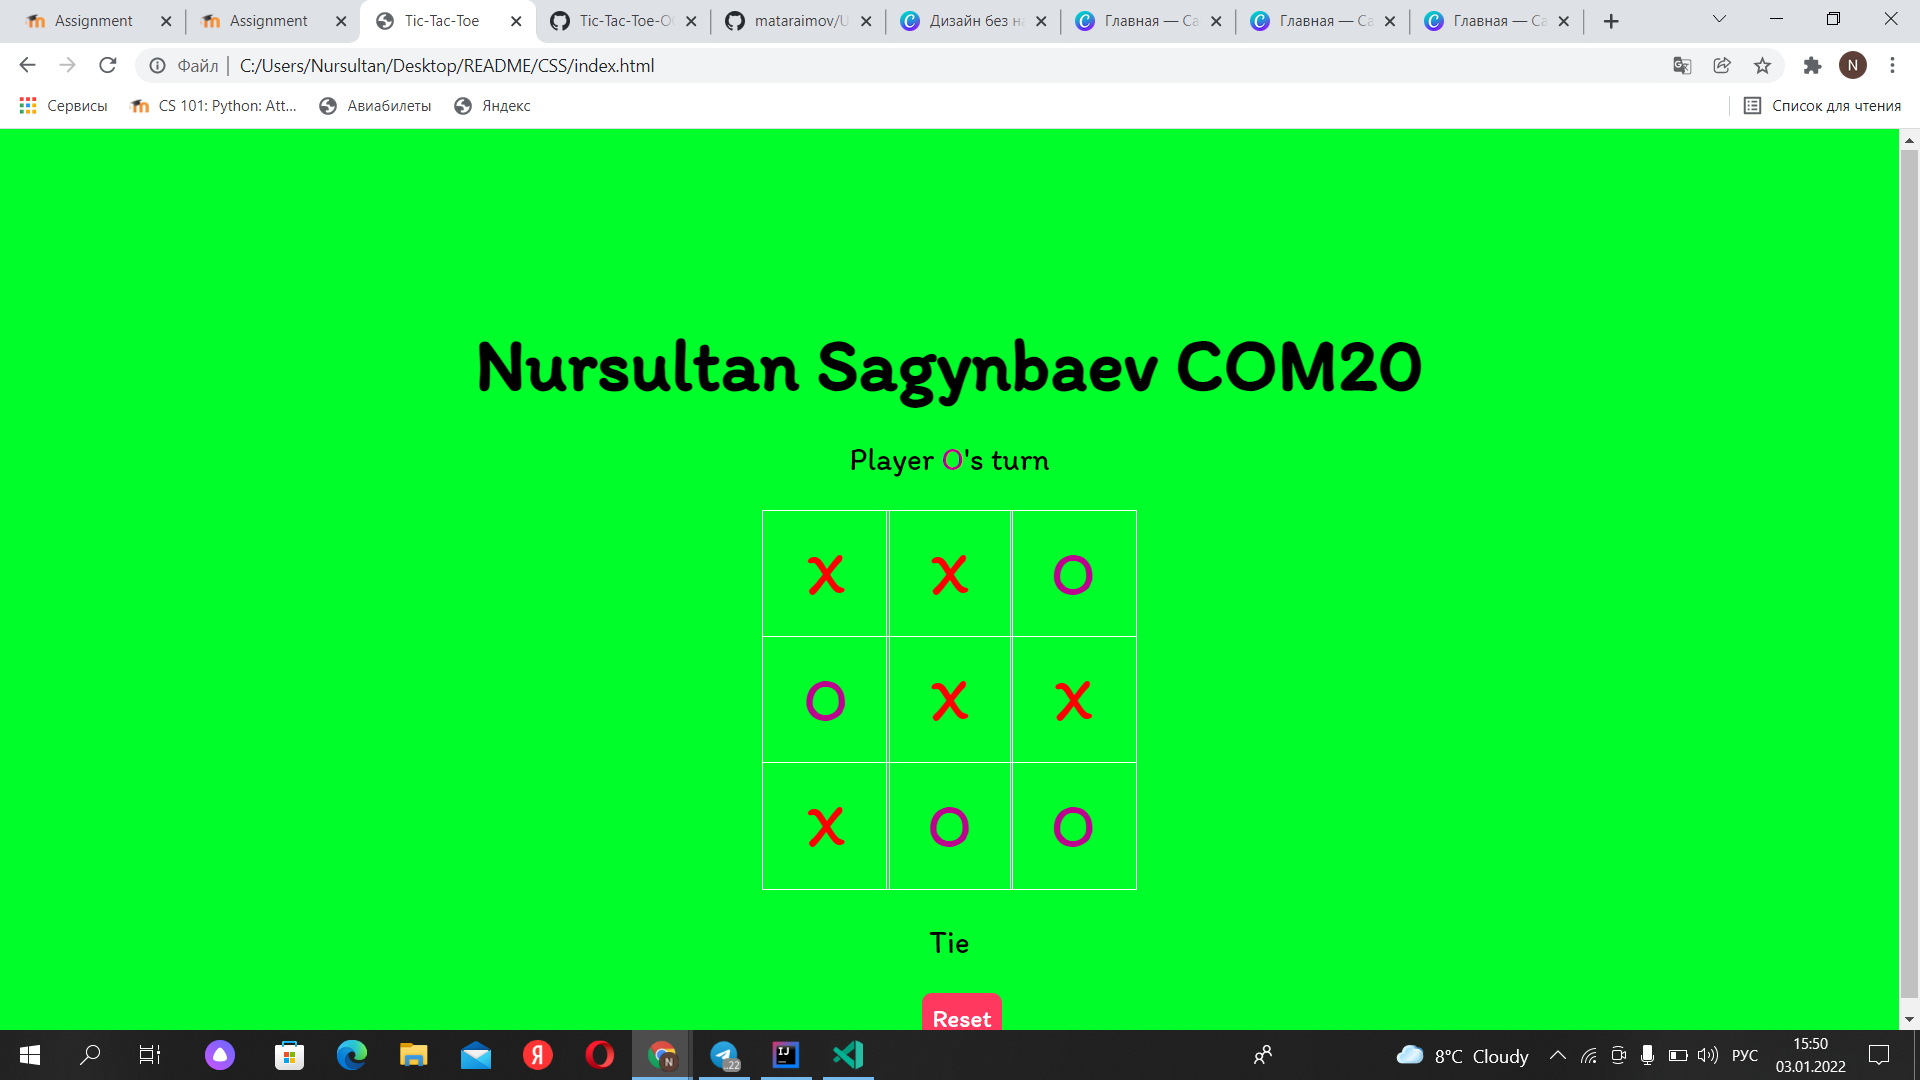 Assignment
Assignment
Tic-Tac-Toe
Tic-Tac-Toe-O
mataraimov/U
Дизайн без на
Главная — Ca
Главная — Ca
Главная — Ca
Файл
C:/Users/Nursultan/Desktop/README/CSS/index.html
N
Сервисы
CS 101: Python: Att...
Авиабилеты
Яндекс
Список для чтения
Nursultan Sagynbaev COM20
Player O's turn
X X O
O X X
X O O
Tie
Reset
8°C Cloudy
РУС
15:50
03.01.2022